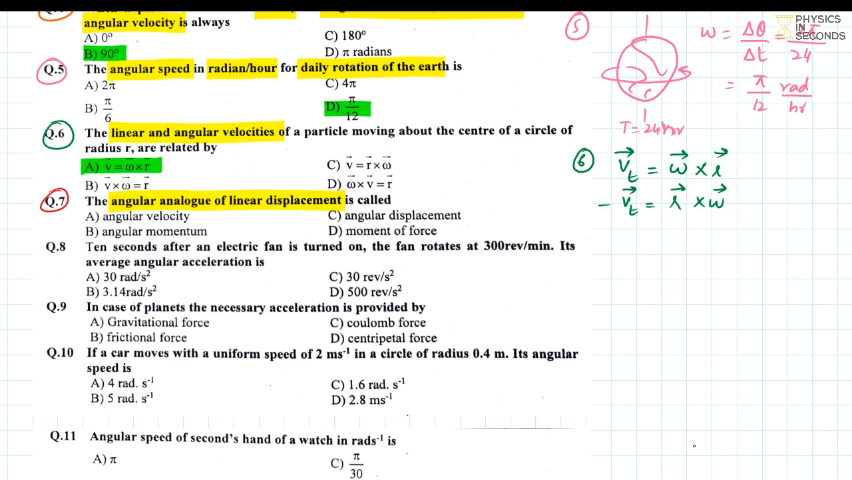 angular velocity is always
A) 0° C) 180°
B) 90° D) π radians
Q.5 The angular speed in radian/hour for daily rotation of the earth is
A) 2π C) 4π
B) π/6 D) π/12
Q.6 The linear and angular velocities of a particle moving about the centre of a circle of
radius r, are related by
A) v⃗ = ω⃗×r⃗ C) v⃗ = r⃗×ω⃗
B) v⃗×ω⃗ = r⃗ D) ω⃗×v⃗ = r⃗
Q.7 The angular analogue of linear displacement is called
A) angular velocity C) angular displacement
B) angular momentum D) moment of force
Q.8 Ten seconds after an electric fan is turned on, the fan rotates at 300rev/min. Its
average angular acceleration is
A) 30 rad/s² C) 30 rev/s²
B) 3.14rad/s² D) 500 rev/s²
Q.9 In case of planets the necessary acceleration is provided by
A) Gravitational force C) coulomb force
B) frictional force D) centripetal force
Q.10 If a car moves with a uniform speed of 2 ms⁻¹ in a circle of radius 0.4 m. Its angular
speed is
A) 4 rad. s⁻¹ C) 1.6 rad. s⁻¹
B) 5 rad. s⁻¹ D) 2.8 ms⁻¹
Q.11 Angular speed of second's hand of a watch in rads⁻¹ is
A) π C) π/30
PHYSICS
IN
SECONDS
5
ω = Δθ/Δt =
24
= π/12 rad/hr
T=24hr
6 v⃗t = ω⃗ × r⃗
- v⃗t = r⃗ × ω⃗